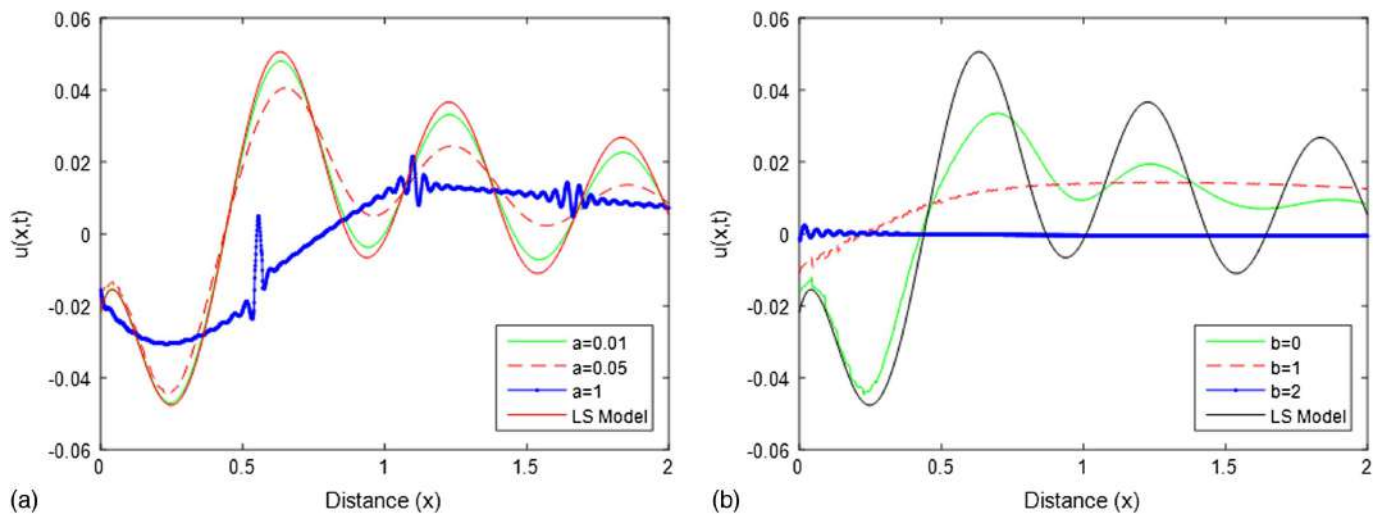 0.06
0.04
0.02
0
-0.02
-0.04
-0.06
u(x,t)
0
0.5
1
1.5
2
Distance (x)
a=0.01
a=0.05
a=1
LS Model
(a)
0.06
0.04
0.02
0
-0.02
-0.04
-0.06
u(x,t)
0
0.5
1
1.5
2
Distance (x)
b=0
b=1
b=2
LS Model
(b)